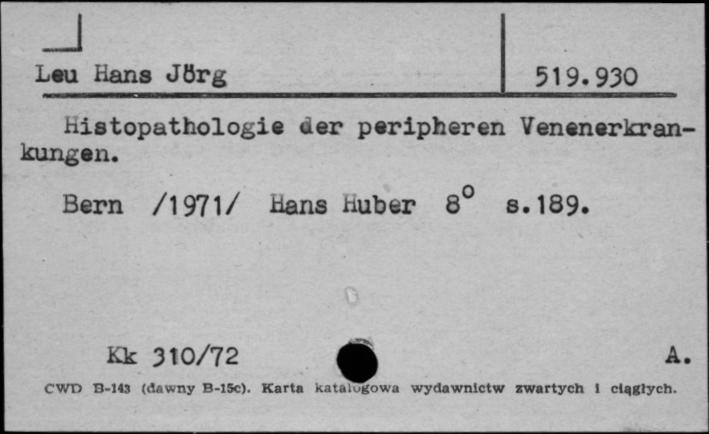 Leu Hans Jörg 519.930
Histopathologie der peripheren Venenerkran-
kungen.
Bern /1971/ Hans Huber 8° s.189.
Kk 310/72 A.
CWD B-143 (dawny B-15c). Karta katalogowa wydawnictw zwartych i ciągłych.